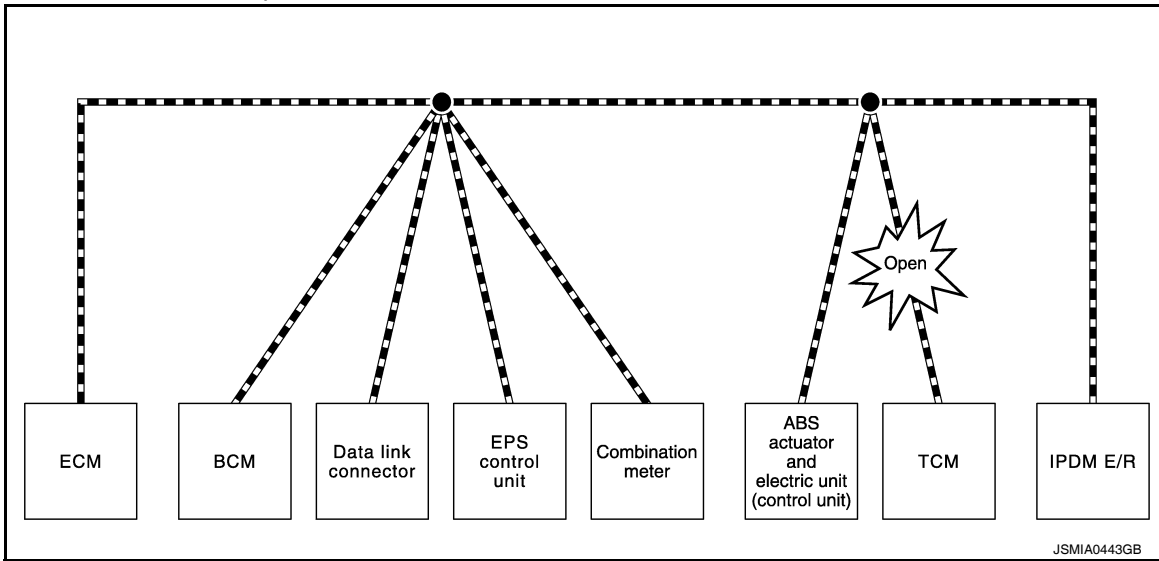 Open
ECM
BCM
Data link
connector
EPS
control
unit
Combination
meter
ABS
actuator
and
electric unit
(control unit)
TCM
IPDM E/R
JSMIA0443GB